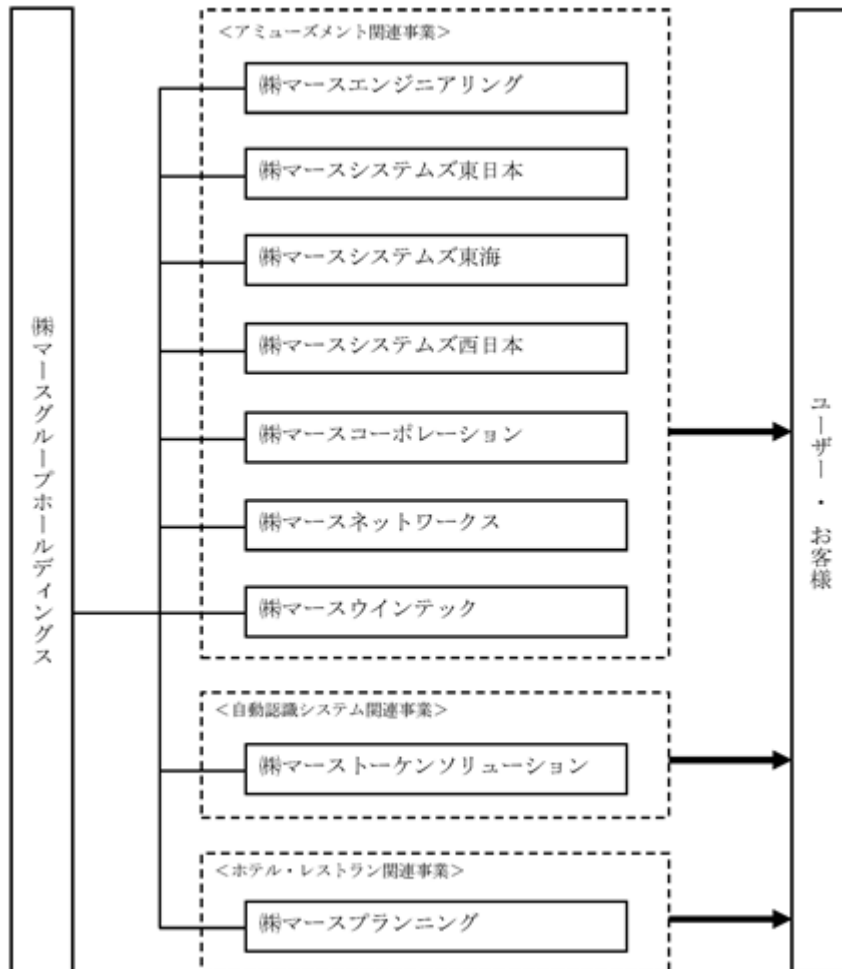 ㈱マースグループホールディングス
＜アミューズメント関連事業＞
㈱マースエンジニアリング
㈱マースシステムズ東日本
㈱マースシステムズ東海
㈱マースシステムズ西日本
㈱マースコーポレーション
㈱マースネットワークス
㈱マースウインテック
＜自動認識システム関連事業＞
㈱マーストーケンソリューション
＜ホテル・レストラン関連事業＞
㈱マースプランニング
ユーザー・お客様